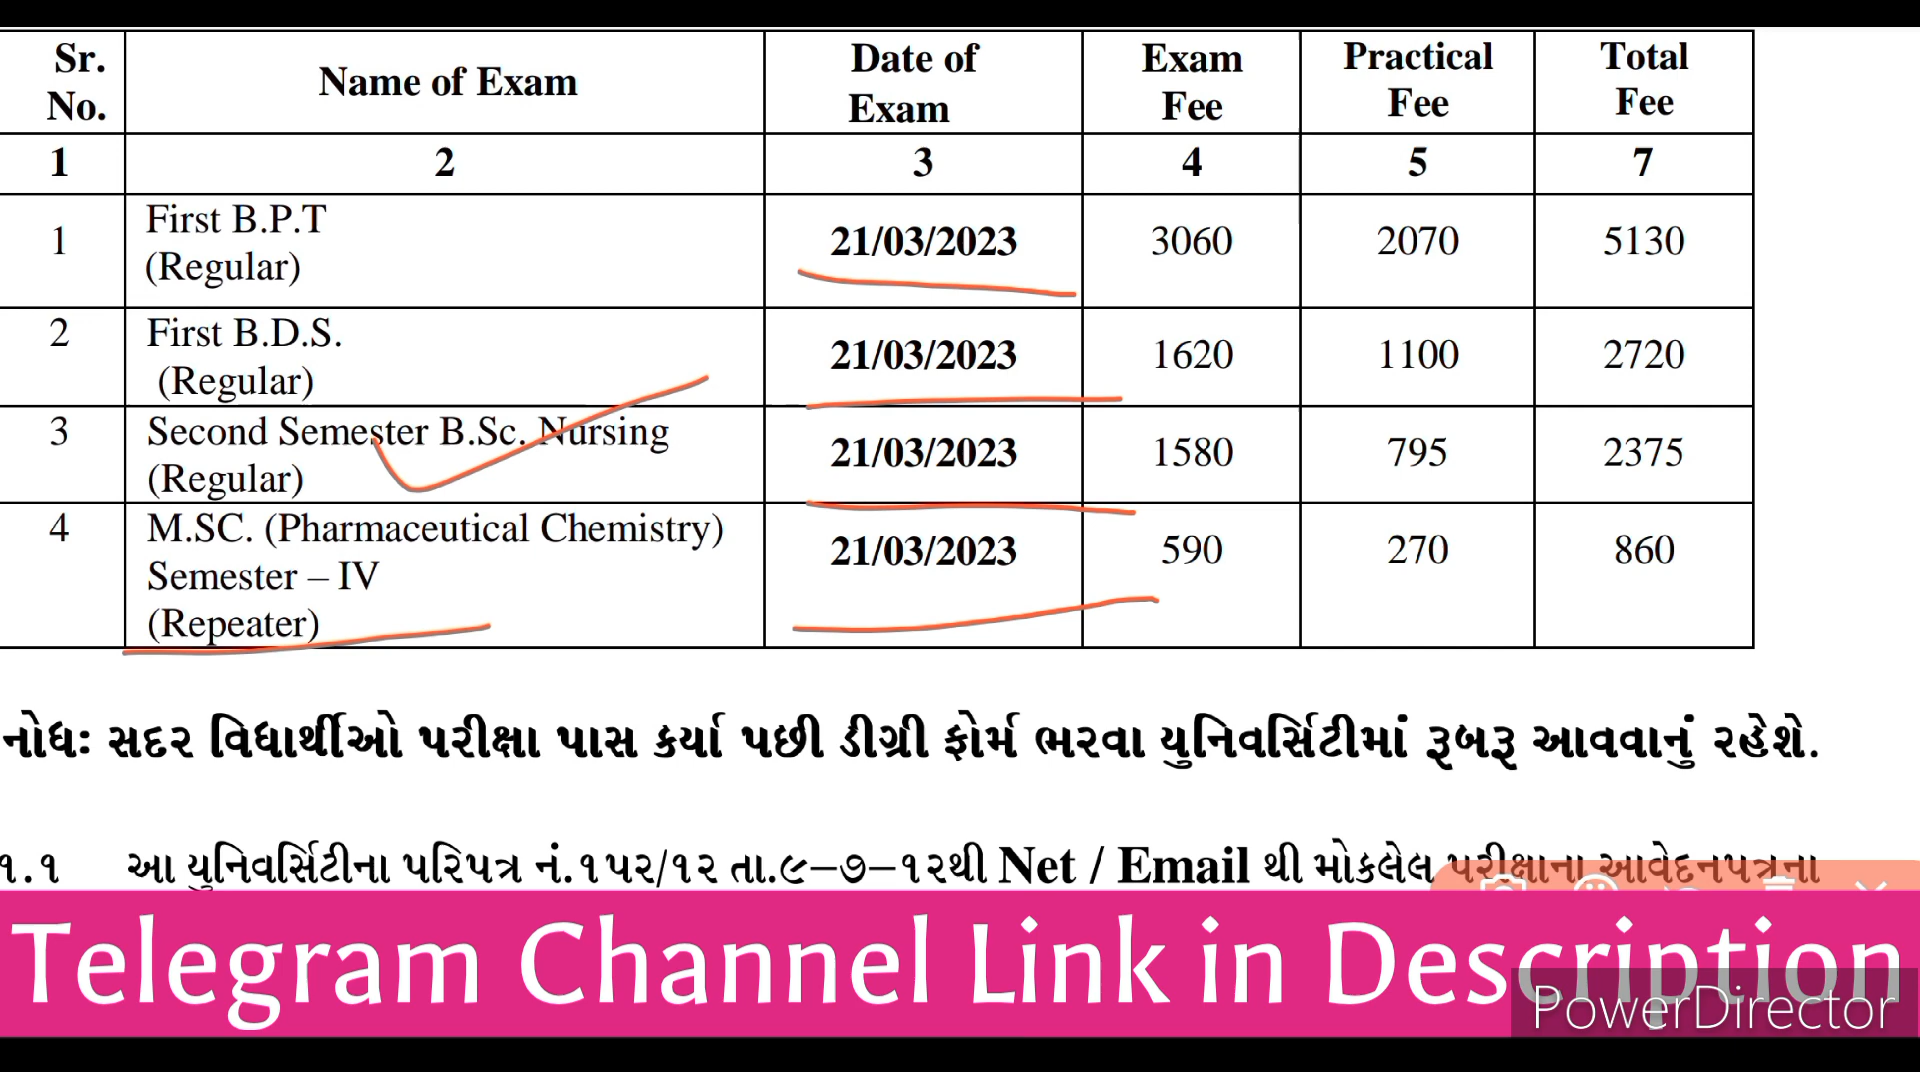 Sr. No. Name of Exam Date of Exam Exam Fee Practical Fee Total Fee
1 2 3 4 5 7
1 First B.P.T (Regular) 21/03/2023 3060 2070 5130
2 First B.D.S. (Regular) 21/03/2023 1620 1100 2720
3 Second Semester B.Sc. Nursing (Regular) 21/03/2023 1580 795 2375
4 M.SC. (Pharmaceutical Chemistry) Semester – IV (Repeater) 21/03/2023 590 270 860
નોધઃ સદર વિધાર્થીઓ પરીક્ષા પાસ કર્યા પછી ડીગ્રી ફોર્મ ભરવા યુનિવર્સિટીમાં રૂબરૂ આવવાનું રહેશે.
૧.૧ આ યુનિવર્સિટીના પરિપત્ર નં.૧૫૨/૧૨ તા.૯–૭–૧૨થી Net / Email થી મોકલેલ પરીક્ષાના આવેદનપત્રના
Telegram Channel Link in Description
PowerDirector